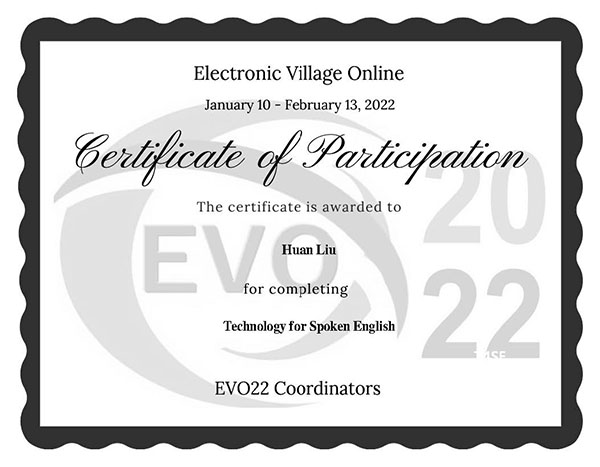 Electronic Village Online
January 10 - February 13, 2022
Certificate of Participation
The certificate is awarded to
20
EVO
Huan Liu
for completing
22
Technology for Spoken English
EVO22 Coordinators